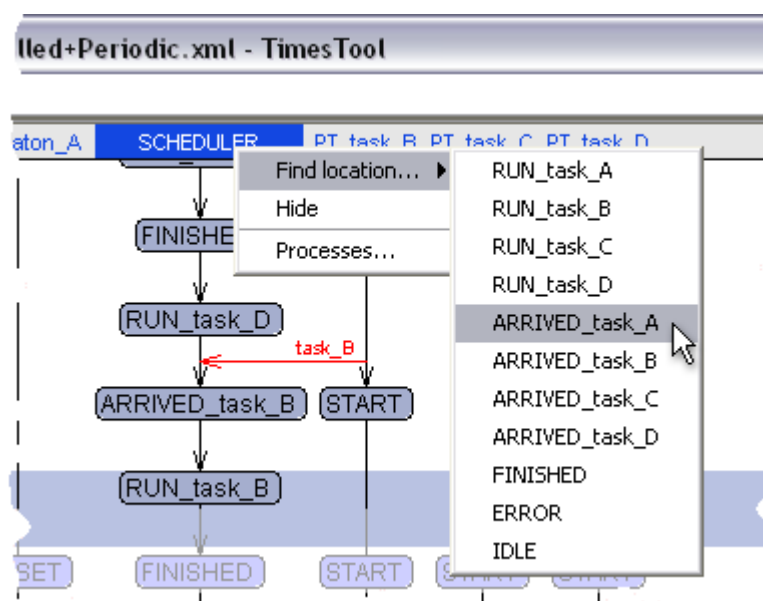 lled+Periodic.xml - TimesTool
aton_A SCHEDULER PT_task_B PT_task_C PT_task_D
Find location...
Hide
Processes...
RUN_task_A
RUN_task_B
RUN_task_C
RUN_task_D
ARRIVED_task_A
ARRIVED_task_B
ARRIVED_task_C
ARRIVED_task_D
FINISHED
ERROR
IDLE
FINISHE
RUN_task_D
task_B
ARRIVED_task_B START
RUN_task_B
SET FINISHED START